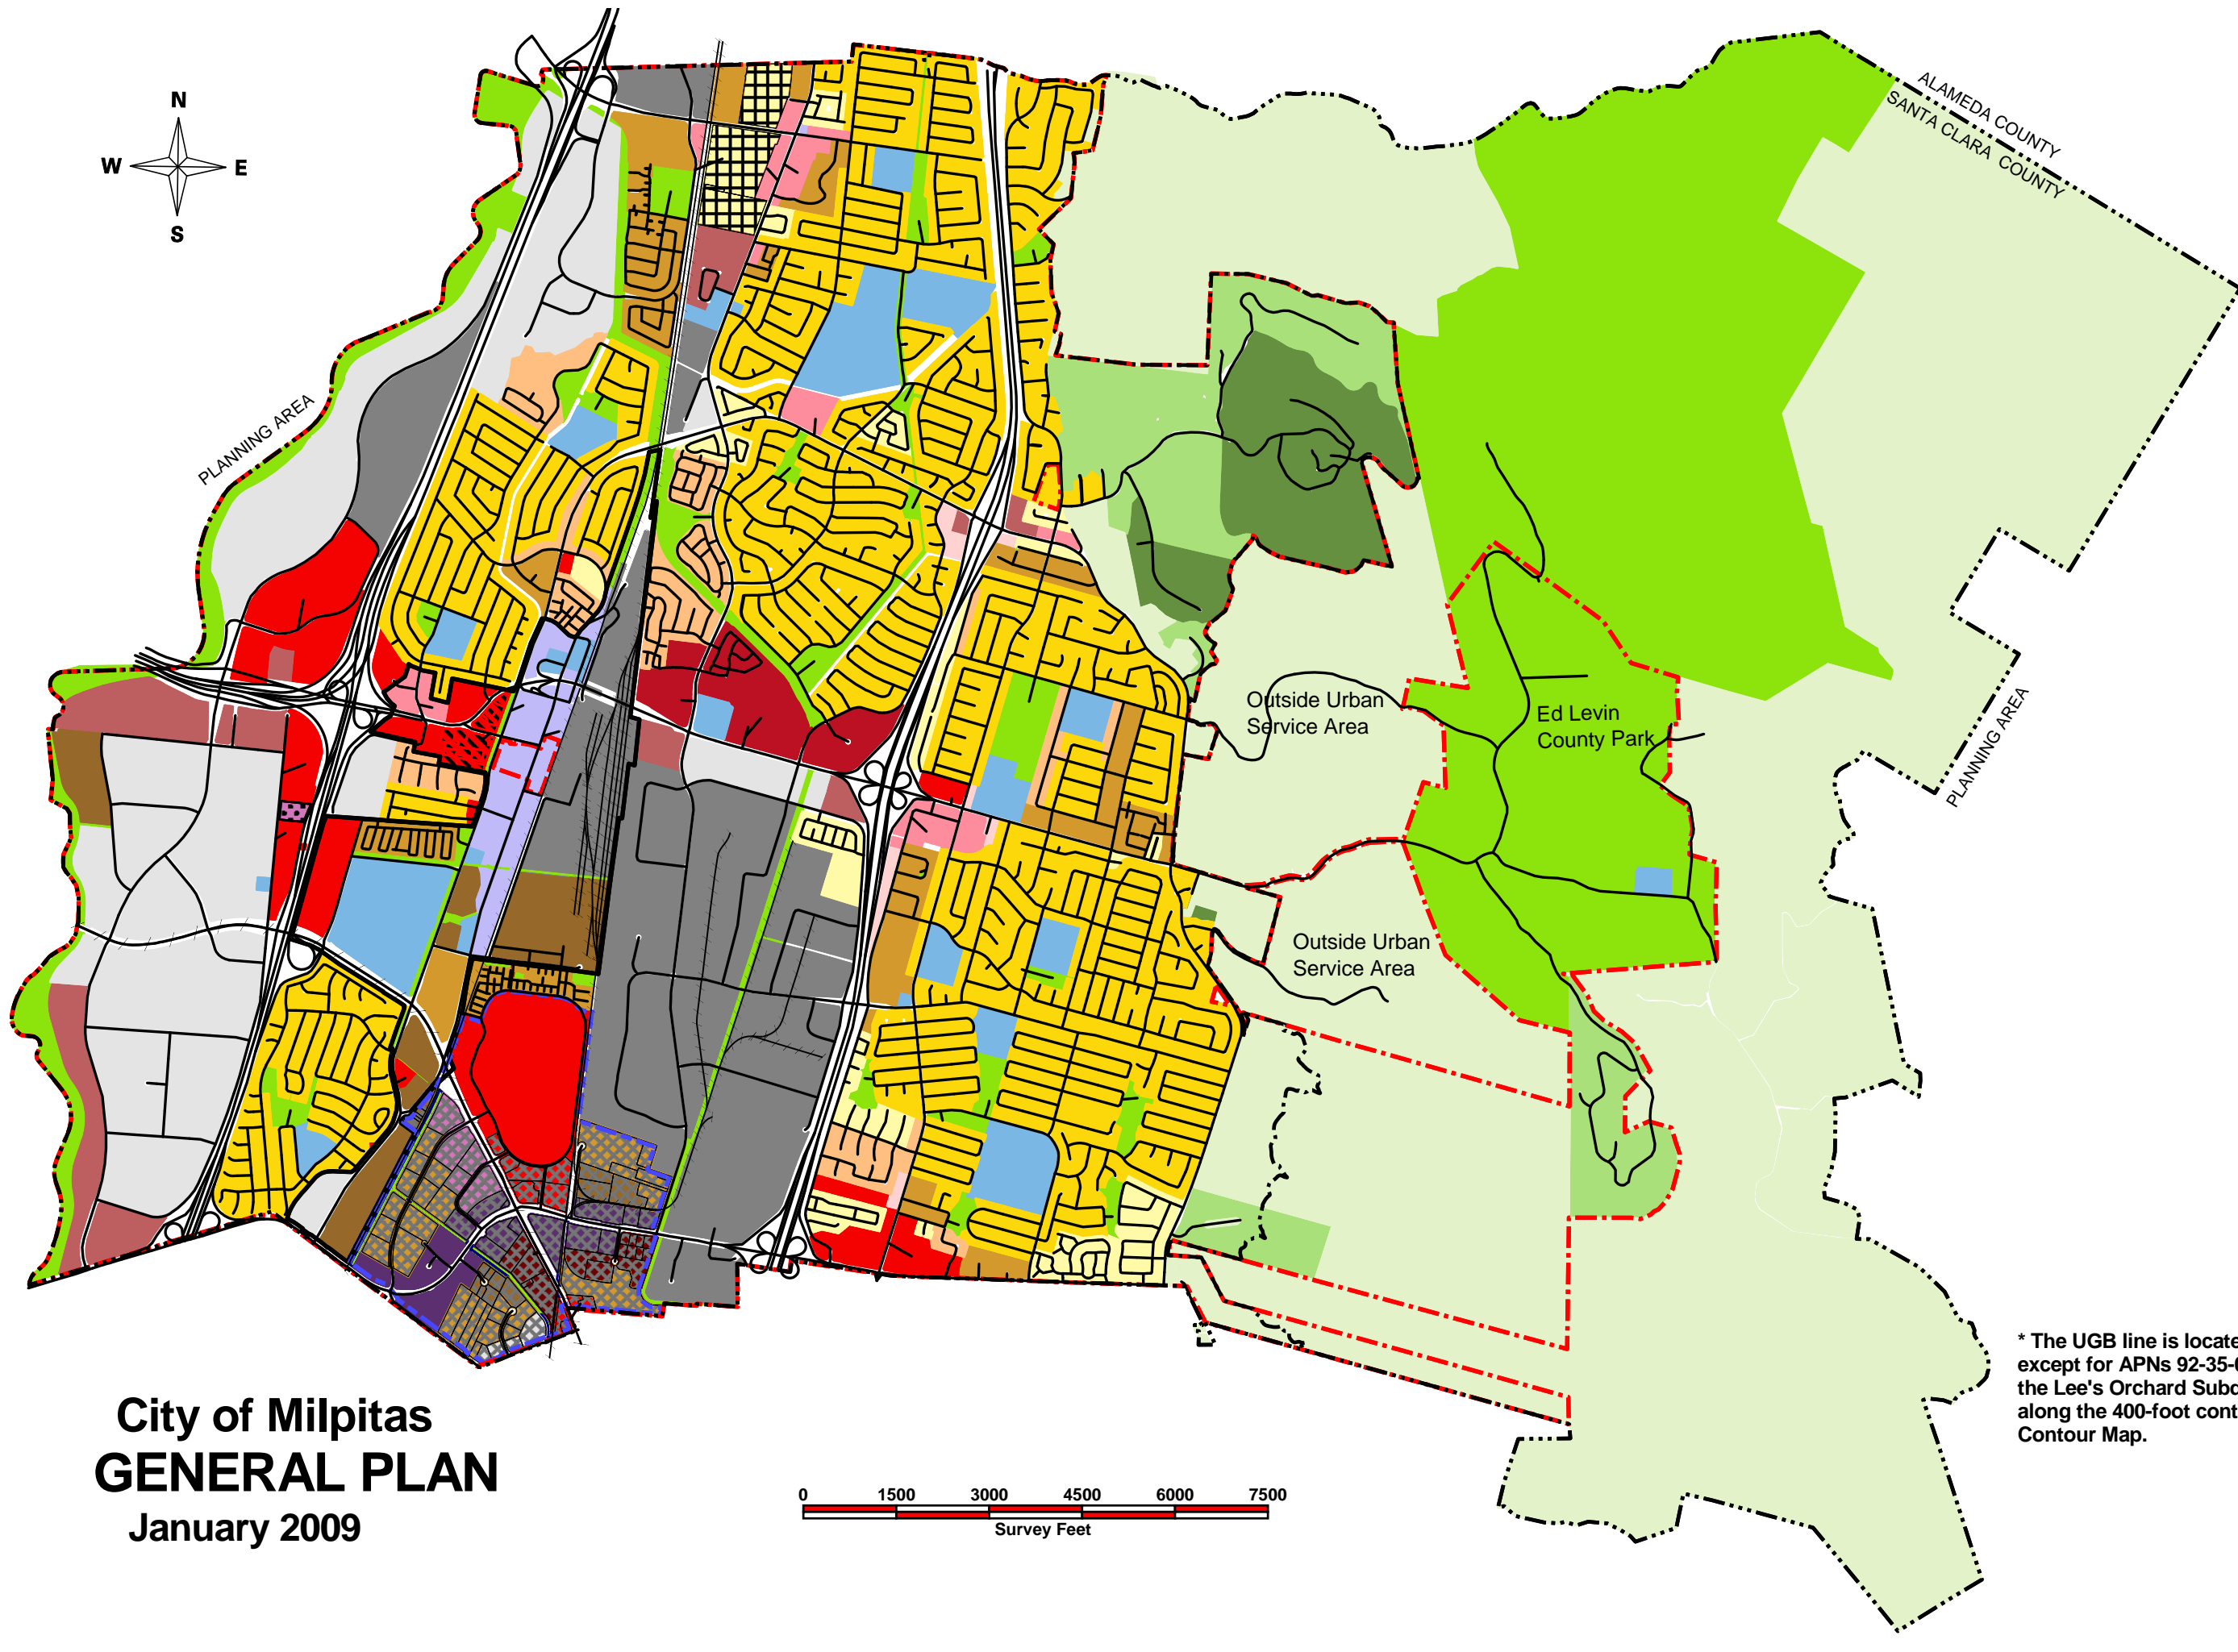 N
W E
S
ALAMEDA COUNTY
SANTA CLARA COUNTY
PLANNING AREA
Outside Urban
Service Area
Ed Levin
County Park
PLANNING AREA
Outside Urban
Service Area
* The UGB line is locate
except for APNs 92-35-
the Lee's Orchard Subd
along the 400-foot cont
Contour Map.
City of Milpitas
GENERAL PLAN
January 2009
0 1500 3000 4500 6000 7500
Survey Feet